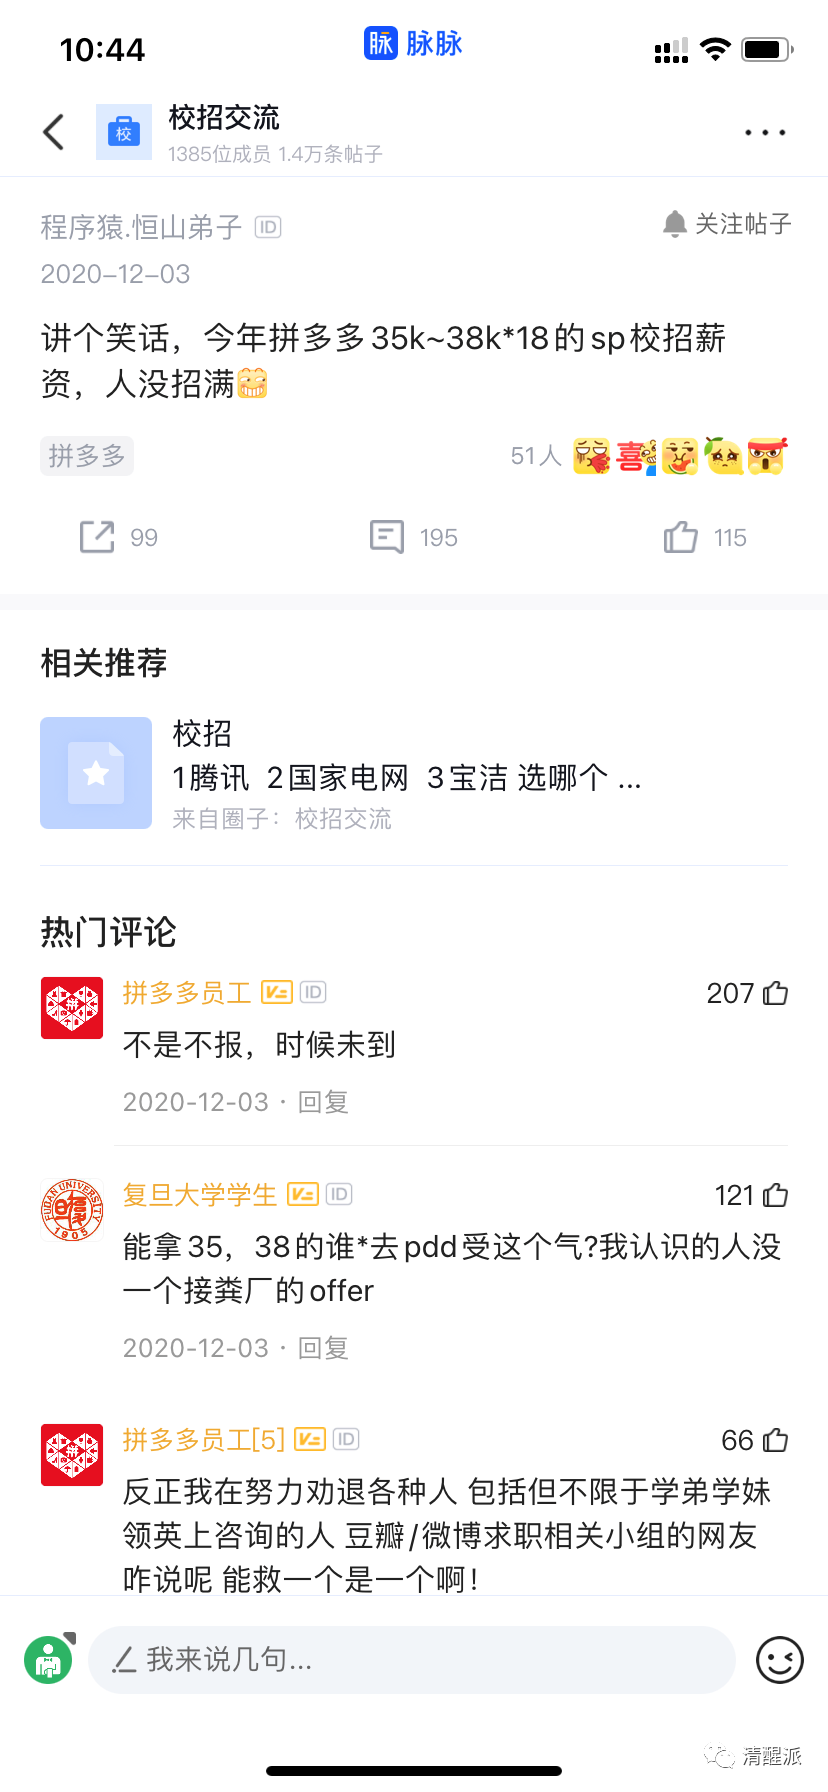 10:44
脉 脉脉
校 校招交流
1385位成员 1.4万条帖子
程序猿.恒山弟子 ID
关注帖子
2020-12-03
讲个笑话，今年拼多多35k~38k*18的sp校招薪
资，人没招满
拼多多
51人
喜
99
195
115
相关推荐
校招
1腾讯 2国家电网 3宝洁 选哪个 ...
来自圈子：校招交流
热门评论
拼
拼多多员工 V ID
207
不是不报，时候未到
2020-12-03 · 回复
FUDAN UNIVERSITY
1905
复旦大学学生 V ID
121
能拿35，38的谁*去pdd受这个气?我认识的人没
一个接粪厂的offer
2020-12-03 · 回复
拼
拼多多员工[5] V ID
66
反正我在努力劝退各种人 包括但不限于学弟学妹
领英上咨询的人 豆瓣/微博求职相关小组的网友
咋说呢 能救一个是一个啊！
我来说几句...
清醒派